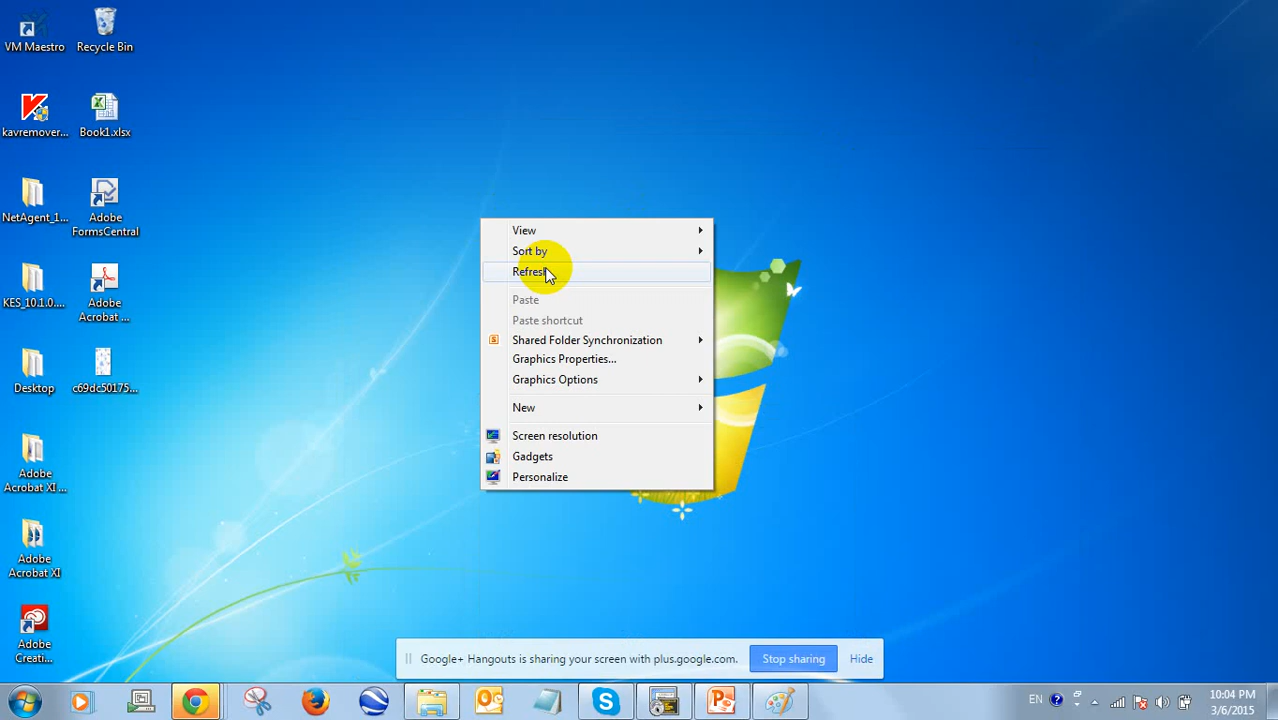 VM Maestro
Recycle Bin
kavremover...
Book1.xlsx
NetAgent_1...
Adobe
FormsCentral
KES_10.1.0....
Adobe
Acrobat ...
Desktop
c69dc50175...
Adobe
Acrobat XI ...
Adobe
Acrobat XI
Adobe
Creati...
View
Sort by
Refresh
Paste
Paste shortcut
Shared Folder Synchronization
Graphics Properties...
Graphics Options
New
Screen resolution
Gadgets
Personalize
Google+ Hangouts is sharing your screen with plus.google.com.
Stop sharing
Hide
EN
10:04 PM
3/6/2015